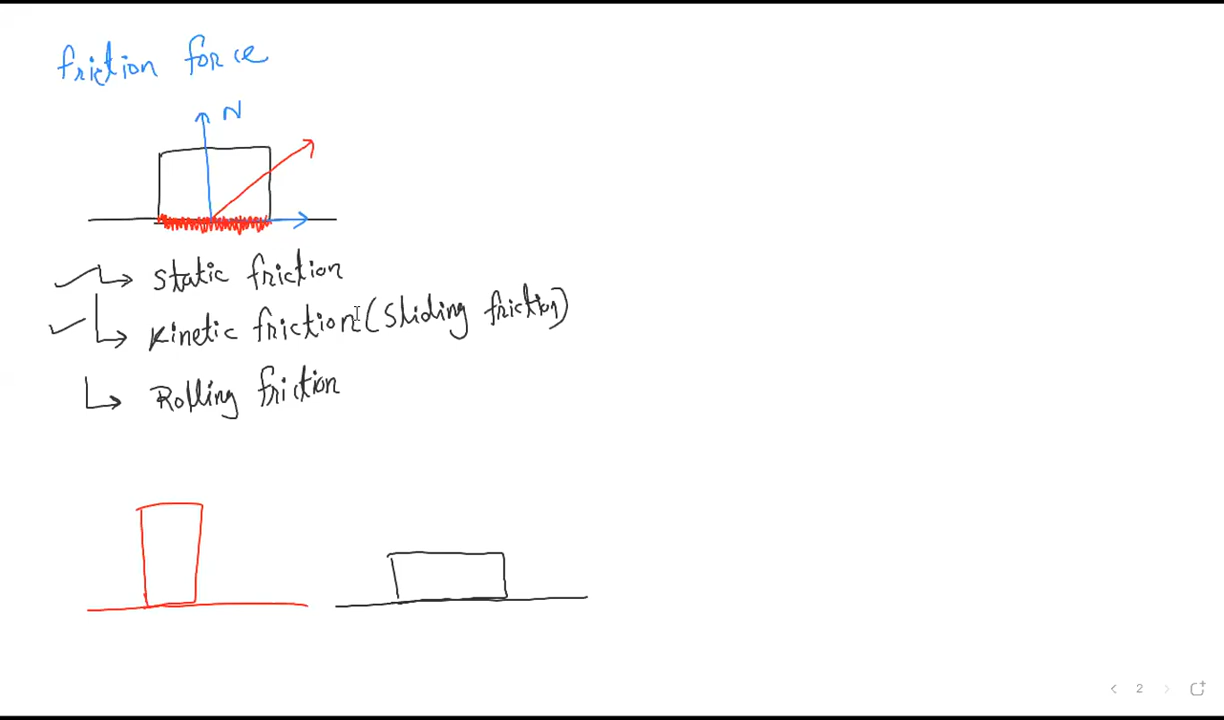 friction force
N
Static friction
Kinetic friction (Sliding friction)
Rolling friction
2